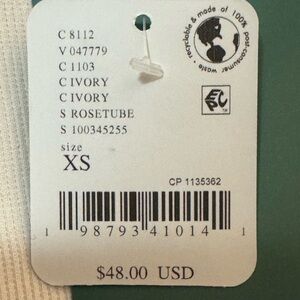 C 8112
V 047779
C 1103
C IVORY
C IVORY
S ROSETUBE
S 100345255
size
XS
recyclable & made of 100% post-consumer waste
CP 1135362
1 98793 41014 1
$48.00 USD